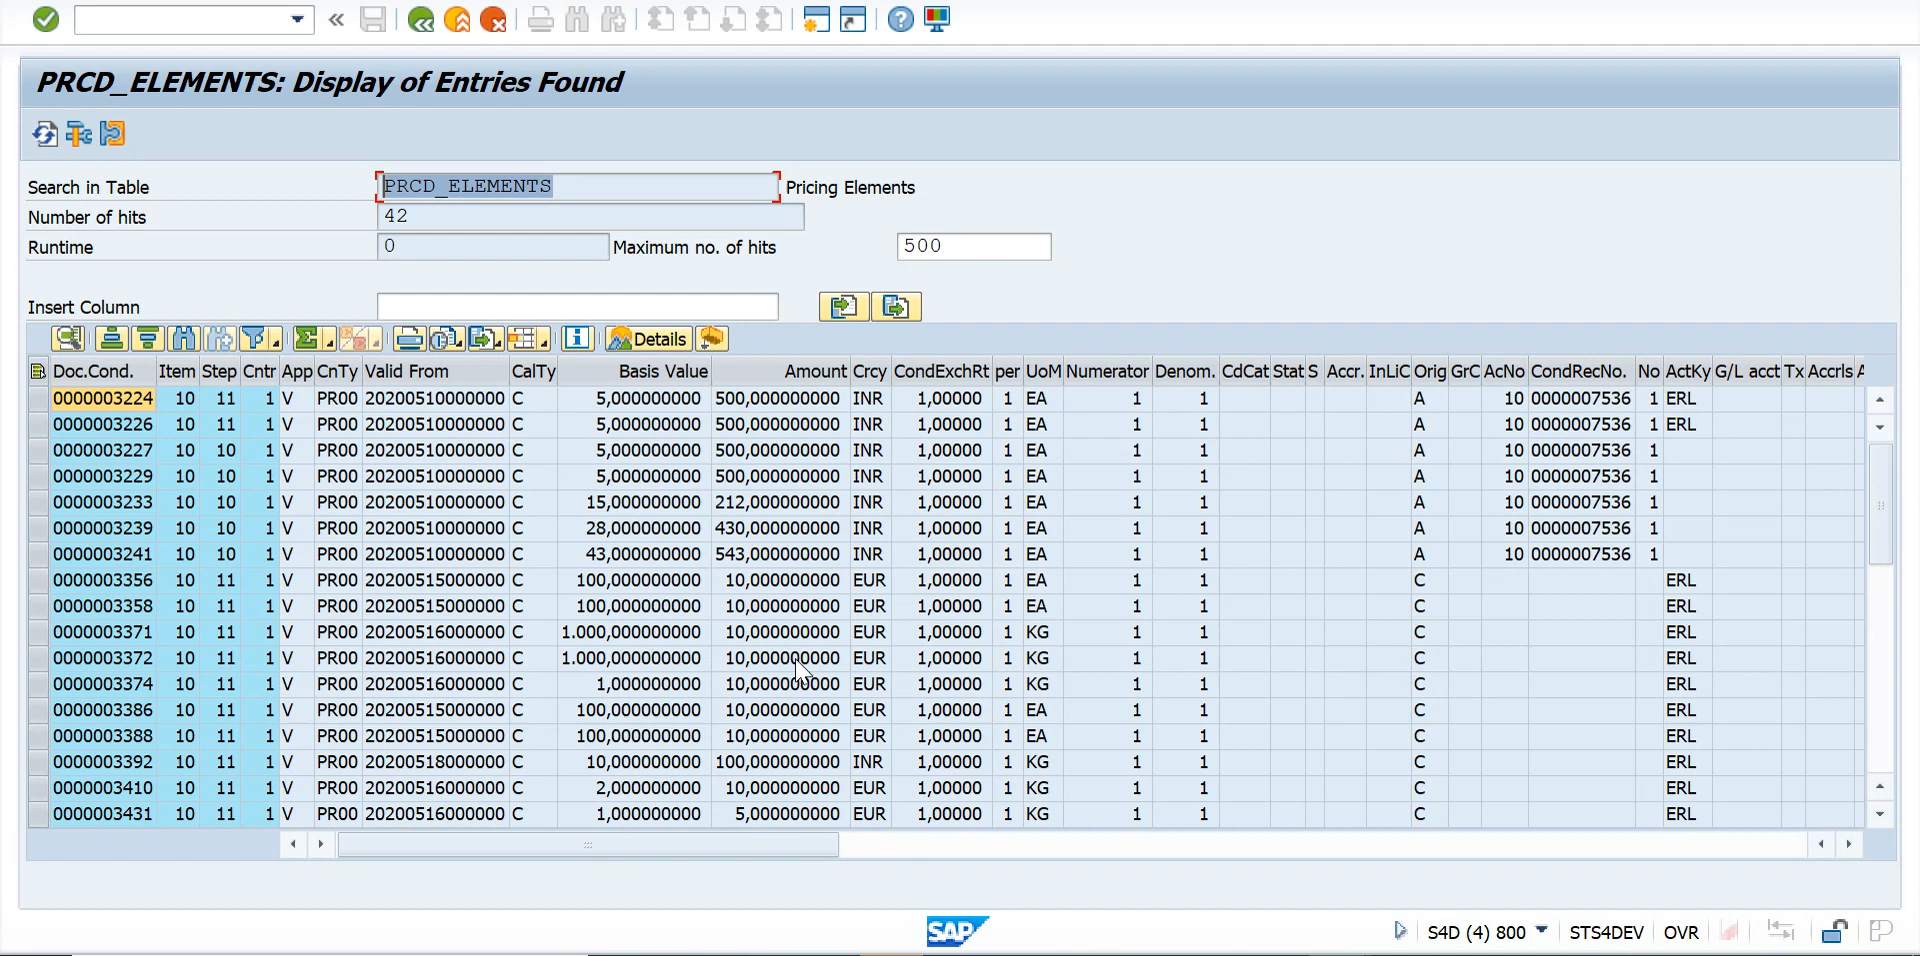 PRCD_ELEMENTS: Display of Entries Found
Search in Table PRCD_ELEMENTS Pricing Elements
Number of hits 42
Runtime 0 Maximum no. of hits 500
Insert Column
Details
Doc.Cond. Item Step Cntr App CnTy Valid From CalTy Basis Value Amount Crcy CondExchRt per UoM Numerator Denom. CdCat Stat S Accr. InLiC Orig GrC AcNo CondRecNo. No ActKy G/L acct Tx Accrls A
0000003224 10 11 1 V PR00 20200510000000 C 5,000000000 500,000000000 INR 1,00000 1 EA 1 1 A 10 0000007536 1 ERL
0000003226 10 11 1 V PR00 20200510000000 C 5,000000000 500,000000000 INR 1,00000 1 EA 1 1 A 10 0000007536 1 ERL
0000003227 10 10 1 V PR00 20200510000000 C 5,000000000 500,000000000 INR 1,00000 1 EA 1 1 A 10 0000007536 1
0000003229 10 10 1 V PR00 20200510000000 C 5,000000000 500,000000000 INR 1,00000 1 EA 1 1 A 10 0000007536 1
0000003233 10 10 1 V PR00 20200510000000 C 15,000000000 212,000000000 INR 1,00000 1 EA 1 1 A 10 0000007536 1
0000003239 10 10 1 V PR00 20200510000000 C 28,000000000 430,000000000 INR 1,00000 1 EA 1 1 A 10 0000007536 1
0000003241 10 10 1 V PR00 20200510000000 C 43,000000000 543,000000000 INR 1,00000 1 EA 1 1 A 10 0000007536 1
0000003356 10 11 1 V PR00 20200515000000 C 100,000000000 10,000000000 EUR 1,00000 1 EA 1 1 C ERL
0000003358 10 11 1 V PR00 20200515000000 C 100,000000000 10,000000000 EUR 1,00000 1 EA 1 1 C ERL
0000003371 10 11 1 V PR00 20200516000000 C 1.000,000000000 10,000000000 EUR 1,00000 1 KG 1 1 C ERL
0000003372 10 11 1 V PR00 20200516000000 C 1.000,000000000 10,000000000 EUR 1,00000 1 KG 1 1 C ERL
0000003374 10 11 1 V PR00 20200516000000 C 1,000000000 10,000000000 EUR 1,00000 1 KG 1 1 C ERL
0000003386 10 11 1 V PR00 20200515000000 C 100,000000000 10,000000000 EUR 1,00000 1 EA 1 1 C ERL
0000003388 10 11 1 V PR00 20200515000000 C 100,000000000 10,000000000 EUR 1,00000 1 EA 1 1 C ERL
0000003392 10 11 1 V PR00 20200518000000 C 10,000000000 100,000000000 INR 1,00000 1 KG 1 1 C ERL
0000003410 10 11 1 V PR00 20200516000000 C 2,000000000 10,000000000 EUR 1,00000 1 KG 1 1 C ERL
0000003431 10 11 1 V PR00 20200516000000 C 1,000000000 5,000000000 EUR 1,00000 1 KG 1 1 C ERL
SAP S4D (4) 800 STS4DEV OVR